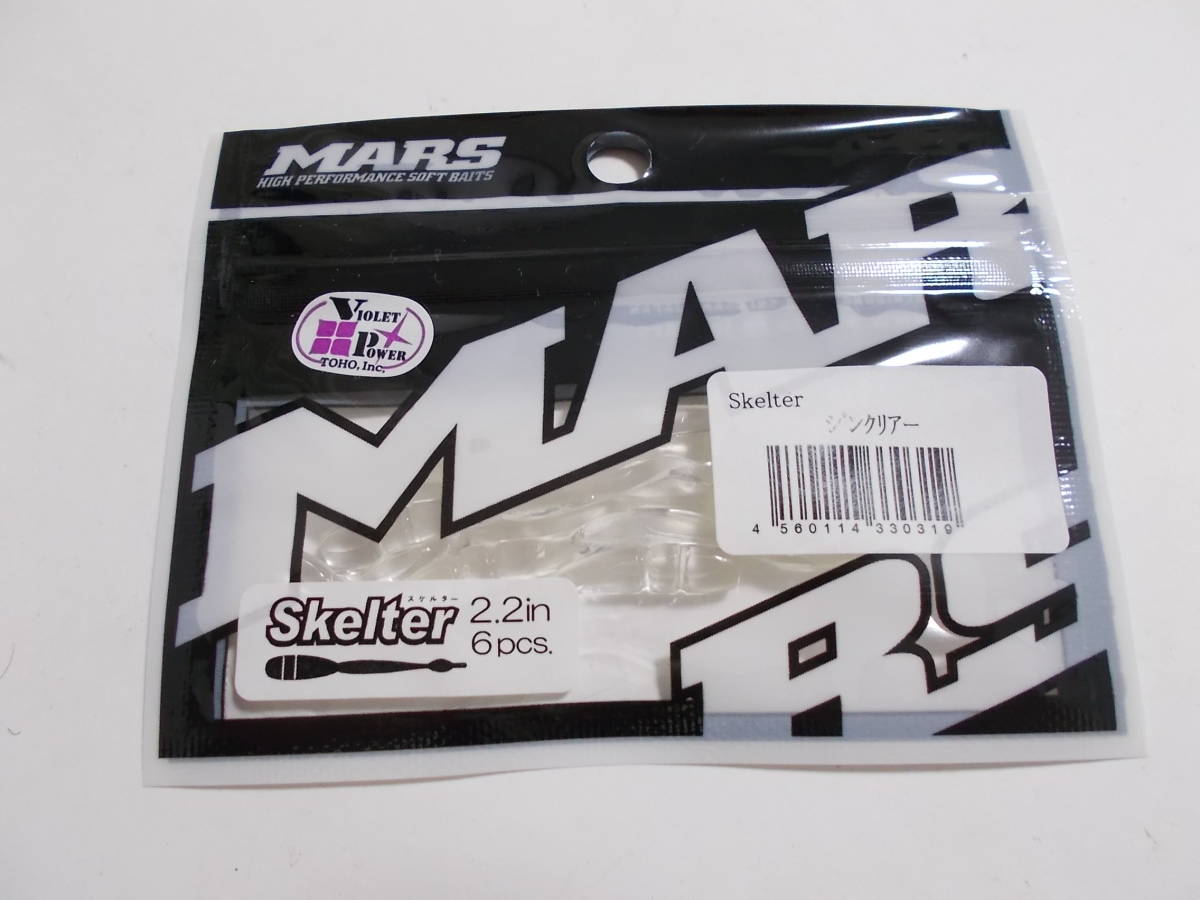 MARS
HIGH PERFORMANCE SOFT BAITS
VIOLET
POWER
TOHO, Inc.
MAR
Skelter
ジンクリアー
4 560114 330319
スケルター
Skelter 2.2in
6pcs.